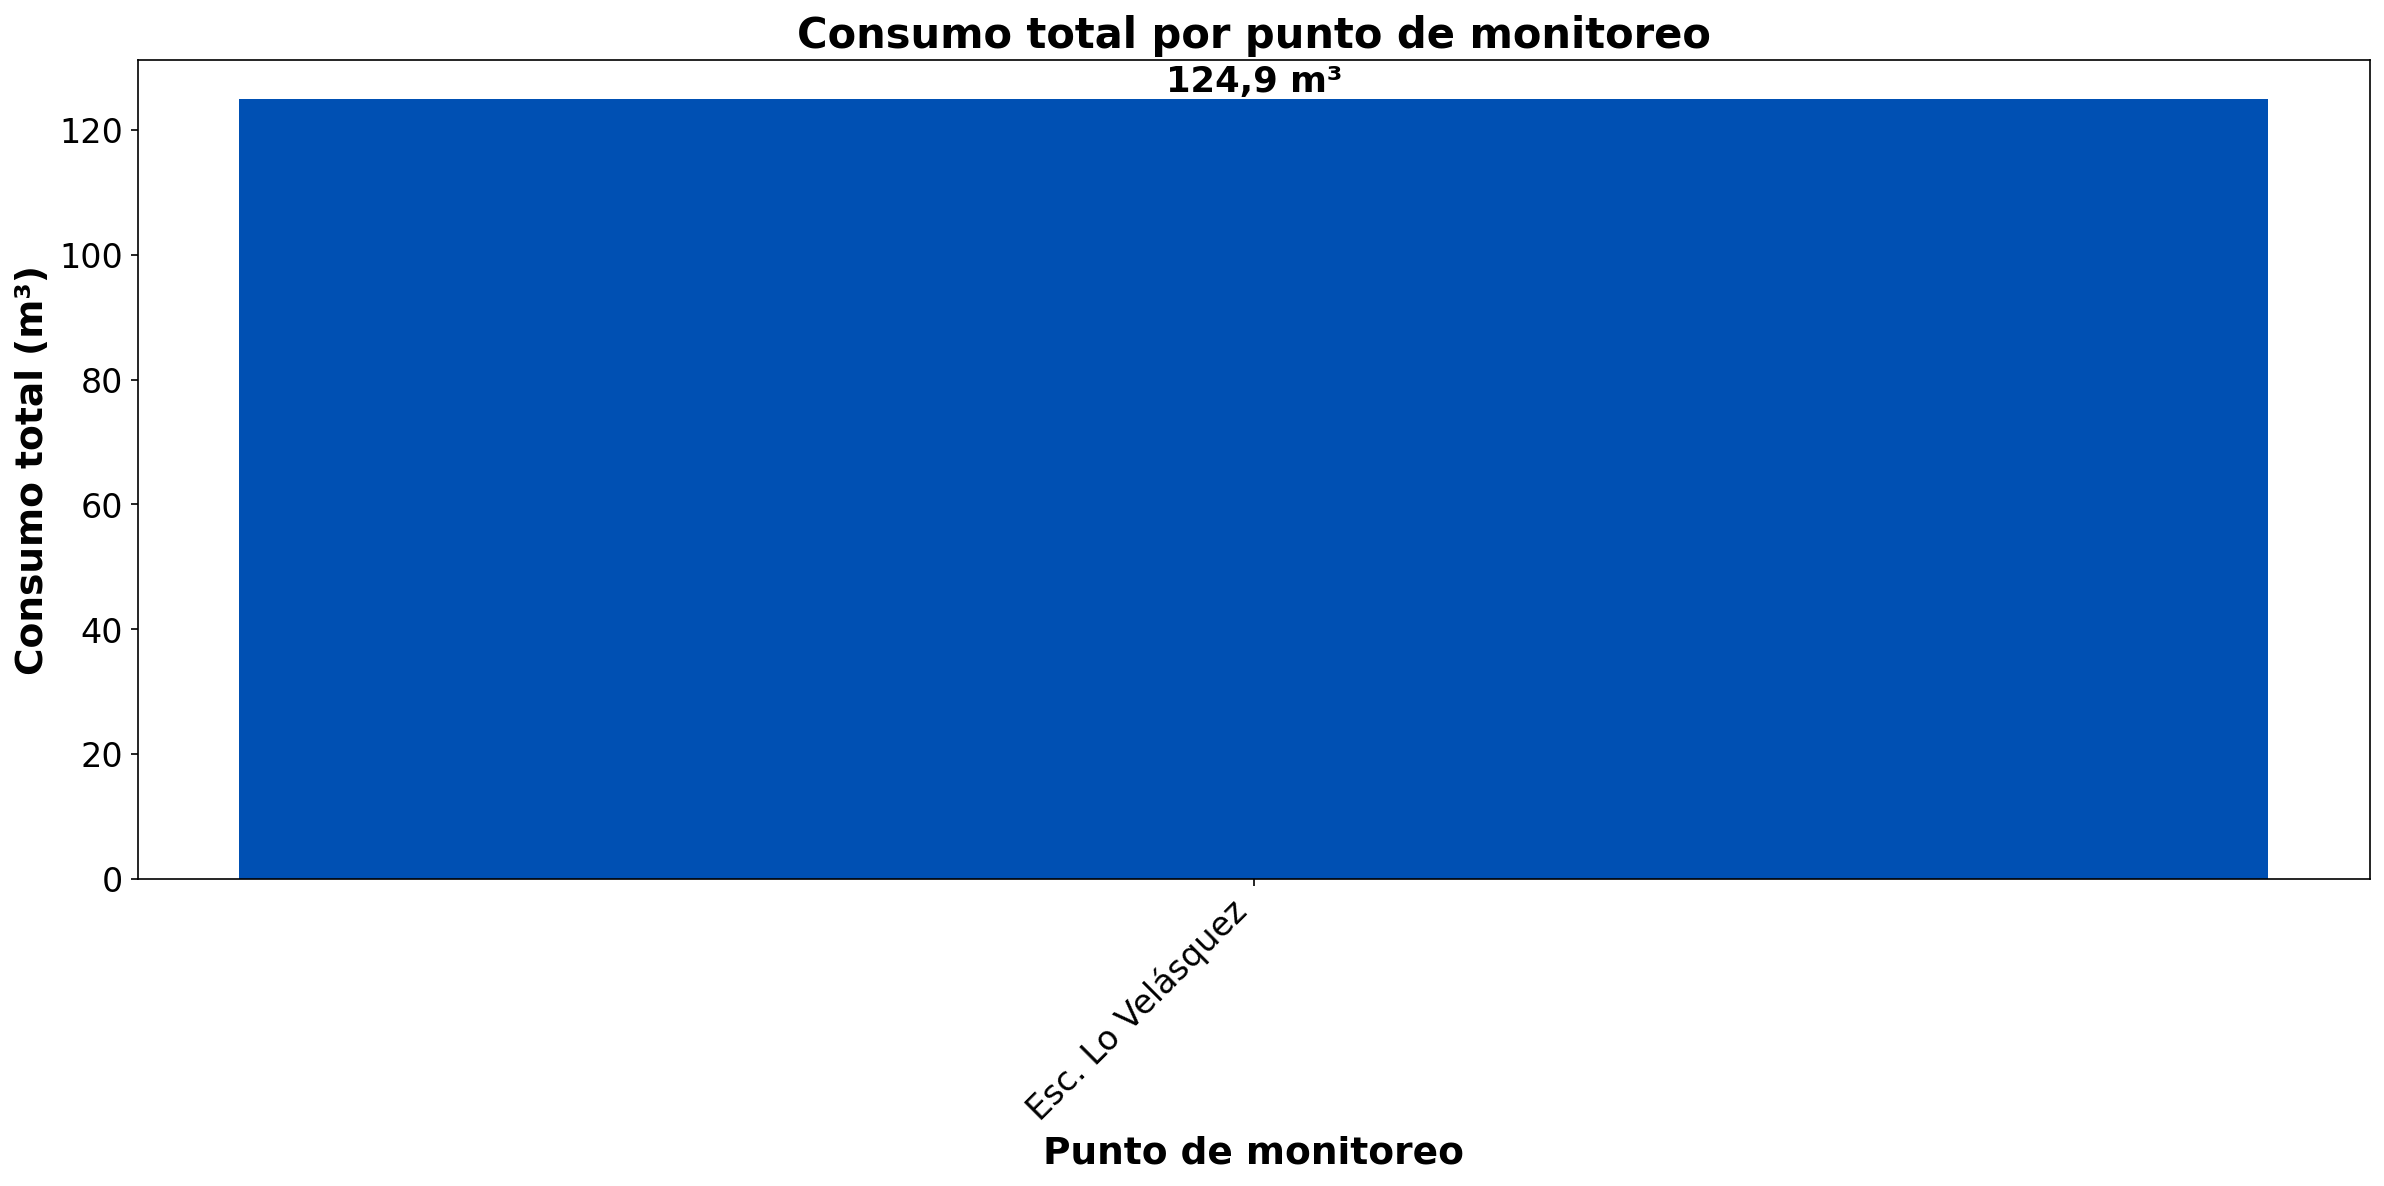 Consumo total por punto de monitoreo
124,9 m³
Consumo total (m³)
120
100
80
60
40
20
0
Esc. Lo Velásquez
Punto de monitoreo